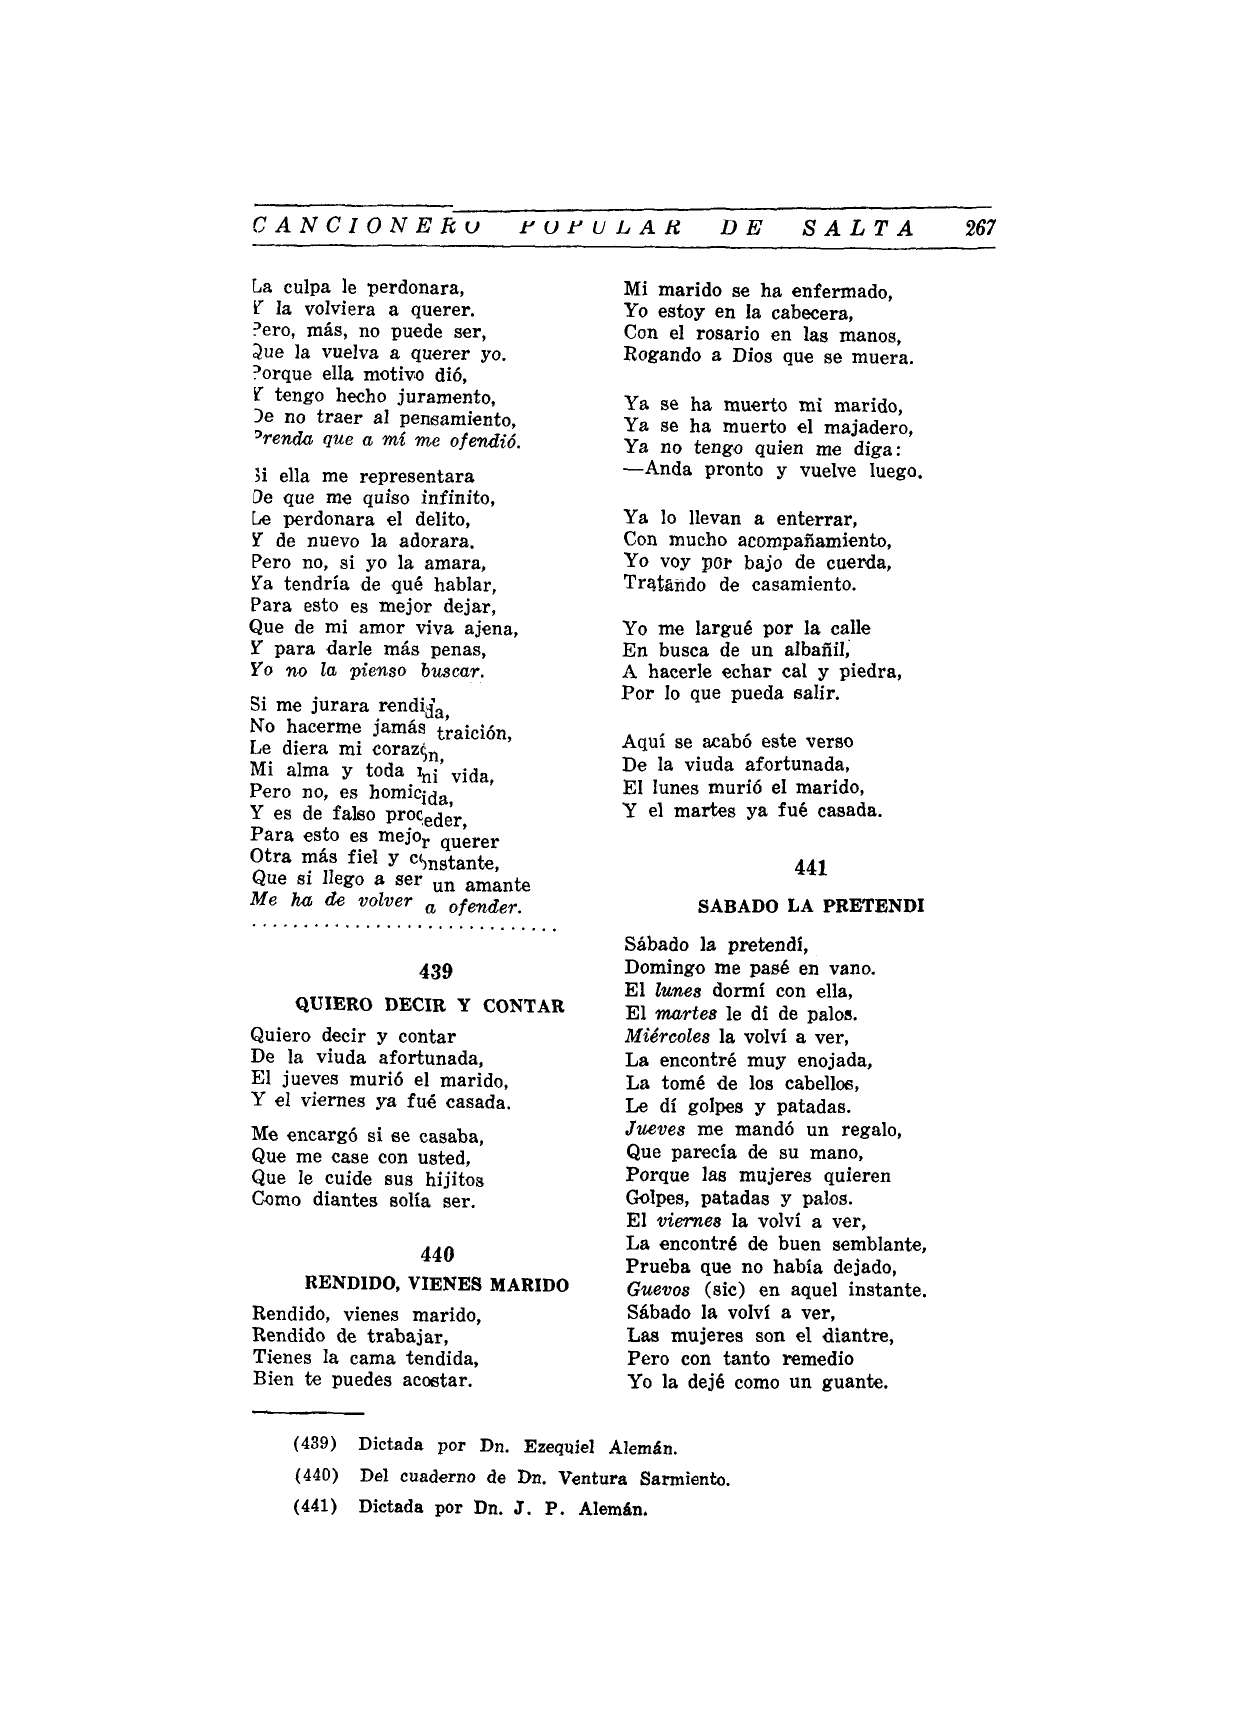 CANCIONERO POPULAR DE SALTA 267
La culpa le perdonara,
Y la volviera a querer.
Pero, más, no puede ser,
Que la vuelva a querer yo.
Porque ella motivo dió,
Y tengo hecho juramento,
De no traer al pensamiento,
Prenda que a mí me ofendió.
Si ella me representara
De que me quiso infinito,
Le perdonara el delito,
Y de nuevo la adorara.
Pero no, si yo la amara,
Ya tendría de qué hablar,
Para esto es mejor dejar,
Que de mi amor viva ajena,
Y para darle más penas,
Yo no la pienso buscar.
Si me jurara rendida,
No hacerme jamás traición,
Le diera mi corazón,
Mi alma y toda mi vida,
Pero no, es homicida,
Y es de falso proceder,
Para esto es mejor querer
Otra más fiel y constante,
Que si llego a ser un amante
Me ha de volver a ofender.
..............................
439
QUIERO DECIR Y CONTAR
Quiero decir y contar
De la viuda afortunada,
El jueves murió el marido,
Y el viernes ya fué casada.
Me encargó si se casaba,
Que me case con usted,
Que le cuide sus hijitos
Como diantes solía ser.
440
RENDIDO, VIENES MARIDO
Rendido, vienes marido,
Rendido de trabajar,
Tienes la cama tendida,
Bien te puedes acostar.
Mi marido se ha enfermado,
Yo estoy en la cabecera,
Con el rosario en las manos,
Rogando a Dios que se muera.
Ya se ha muerto mi marido,
Ya se ha muerto el majadero,
Ya no tengo quien me diga:
—Anda pronto y vuelve luego.
Ya lo llevan a enterrar,
Con mucho acompañamiento,
Yo voy por bajo de cuerda,
Tratando de casamiento.
Yo me largué por la calle
En busca de un albañil,
A hacerle echar cal y piedra,
Por lo que pueda salir.
Aquí se acabó este verso
De la viuda afortunada,
El lunes murió el marido,
Y el martes ya fué casada.
441
SABADO LA PRETENDI
Sábado la pretendí,
Domingo me pasé en vano.
El lunes dormí con ella,
El martes le dí de palos.
Miércoles la volví a ver,
La encontré muy enojada,
La tomé de los cabellos,
Le dí golpes y patadas.
Jueves me mandó un regalo,
Que parecía de su mano,
Porque las mujeres quieren
Golpes, patadas y palos.
El viernes la volví a ver,
La encontré de buen semblante,
Prueba que no había dejado,
Guevos (sic) en aquel instante.
Sábado la volví a ver,
Las mujeres son el diantre,
Pero con tanto remedio
Yo la dejé como un guante.
(439) Dictada por Dn. Ezequiel Alemán.
(440) Del cuaderno de Dn. Ventura Sarmiento.
(441) Dictada por Dn. J. P. Alemán.